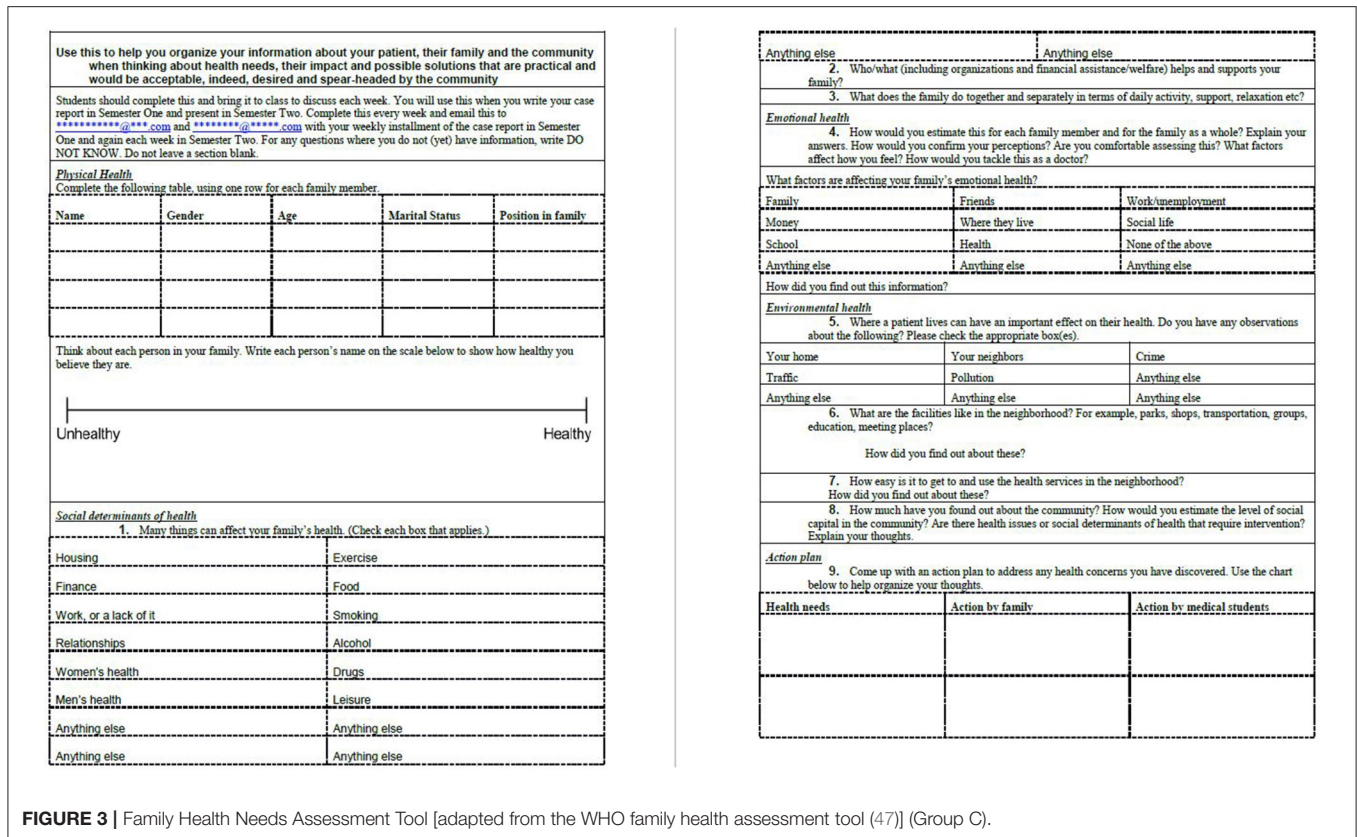 Use this to help you organize your information about your patient, their family and the community
when thinking about health needs, their impact and possible solutions that are practical and
would be acceptable, indeed, desired and spear-headed by the community
Students should complete this and bring it to class to discuss each week. You will use this when you write your case
report in Semester One and present in Semester Two. Complete this every week and email this to
***********@***.com and ********@*****.com with your weekly installment of the case report in Semester
One and again each week in Semester Two. For any questions where you do not (yet) have information, write DO
NOT KNOW. Do not leave a section blank.
Physical Health
Complete the following table, using one row for each family member.
Name Gender Age Marital Status Position in family
Think about each person in your family. Write each person's name on the scale below to show how healthy you
believe they are.
Unhealthy Healthy
Social determinants of health
1. Many things can affect your family's health. (Check each box that applies.)
Housing Exercise
Finance Food
Work, or a lack of it Smoking
Relationships Alcohol
Women's health Drugs
Men's health Leisure
Anything else Anything else
Anything else Anything else
Anything else Anything else
2. Who/what (including organizations and financial assistance/welfare) helps and supports your
family?
3. What does the family do together and separately in terms of daily activity, support, relaxation etc?
Emotional health
4. How would you estimate this for each family member and for the family as a whole? Explain your
answers. How would you confirm your perceptions? Are you comfortable assessing this? What factors
affect how you feel? How would you tackle this as a doctor?
What factors are affecting your family's emotional health?
Family Friends Work/unemployment
Money Where they live Social life
School Health None of the above
Anything else Anything else Anything else
How did you find out this information?
Environmental health
5. Where a patient lives can have an important effect on their health. Do you have any observations
about the following? Please check the appropriate box(es).
Your home Your neighbors Crime
Traffic Pollution Anything else
Anything else Anything else Anything else
6. What are the facilities like in the neighborhood? For example, parks, shops, transportation, groups,
education, meeting places?
How did you find out about these?
7. How easy is it to get to and use the health services in the neighborhood?
How did you find out about these?
8. How much have you found out about the community? How would you estimate the level of social
capital in the community? Are there health issues or social determinants of health that require intervention?
Explain your thoughts.
Action plan
9. Come up with an action plan to address any health concerns you have discovered. Use the chart
below to help organize your thoughts.
Health needs Action by family Action by medical students
FIGURE 3 | Family Health Needs Assessment Tool [adapted from the WHO family health assessment tool (47)] (Group C).